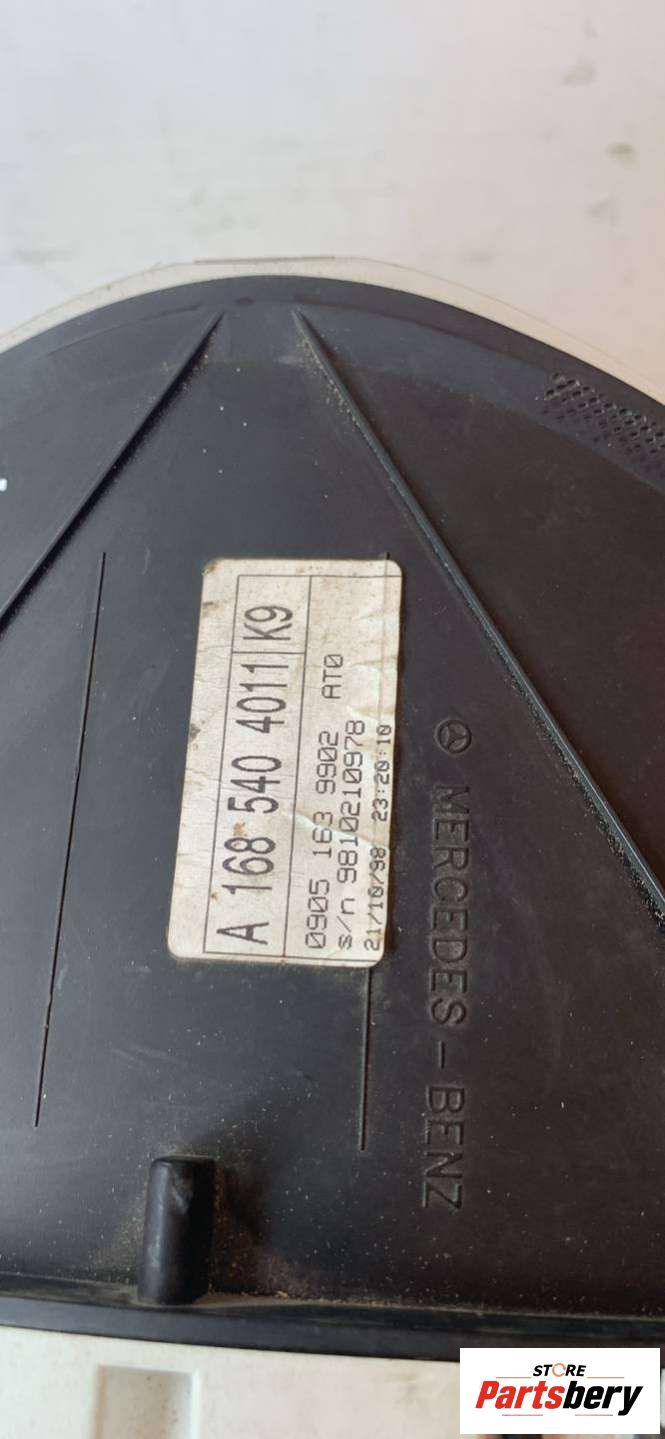 A 168 540 4011 K9
0905 163 9902 AT0
s/n 9810210978
21/10/98 23:20:10
MERCEDES - BENZ
STORE
Partsbery